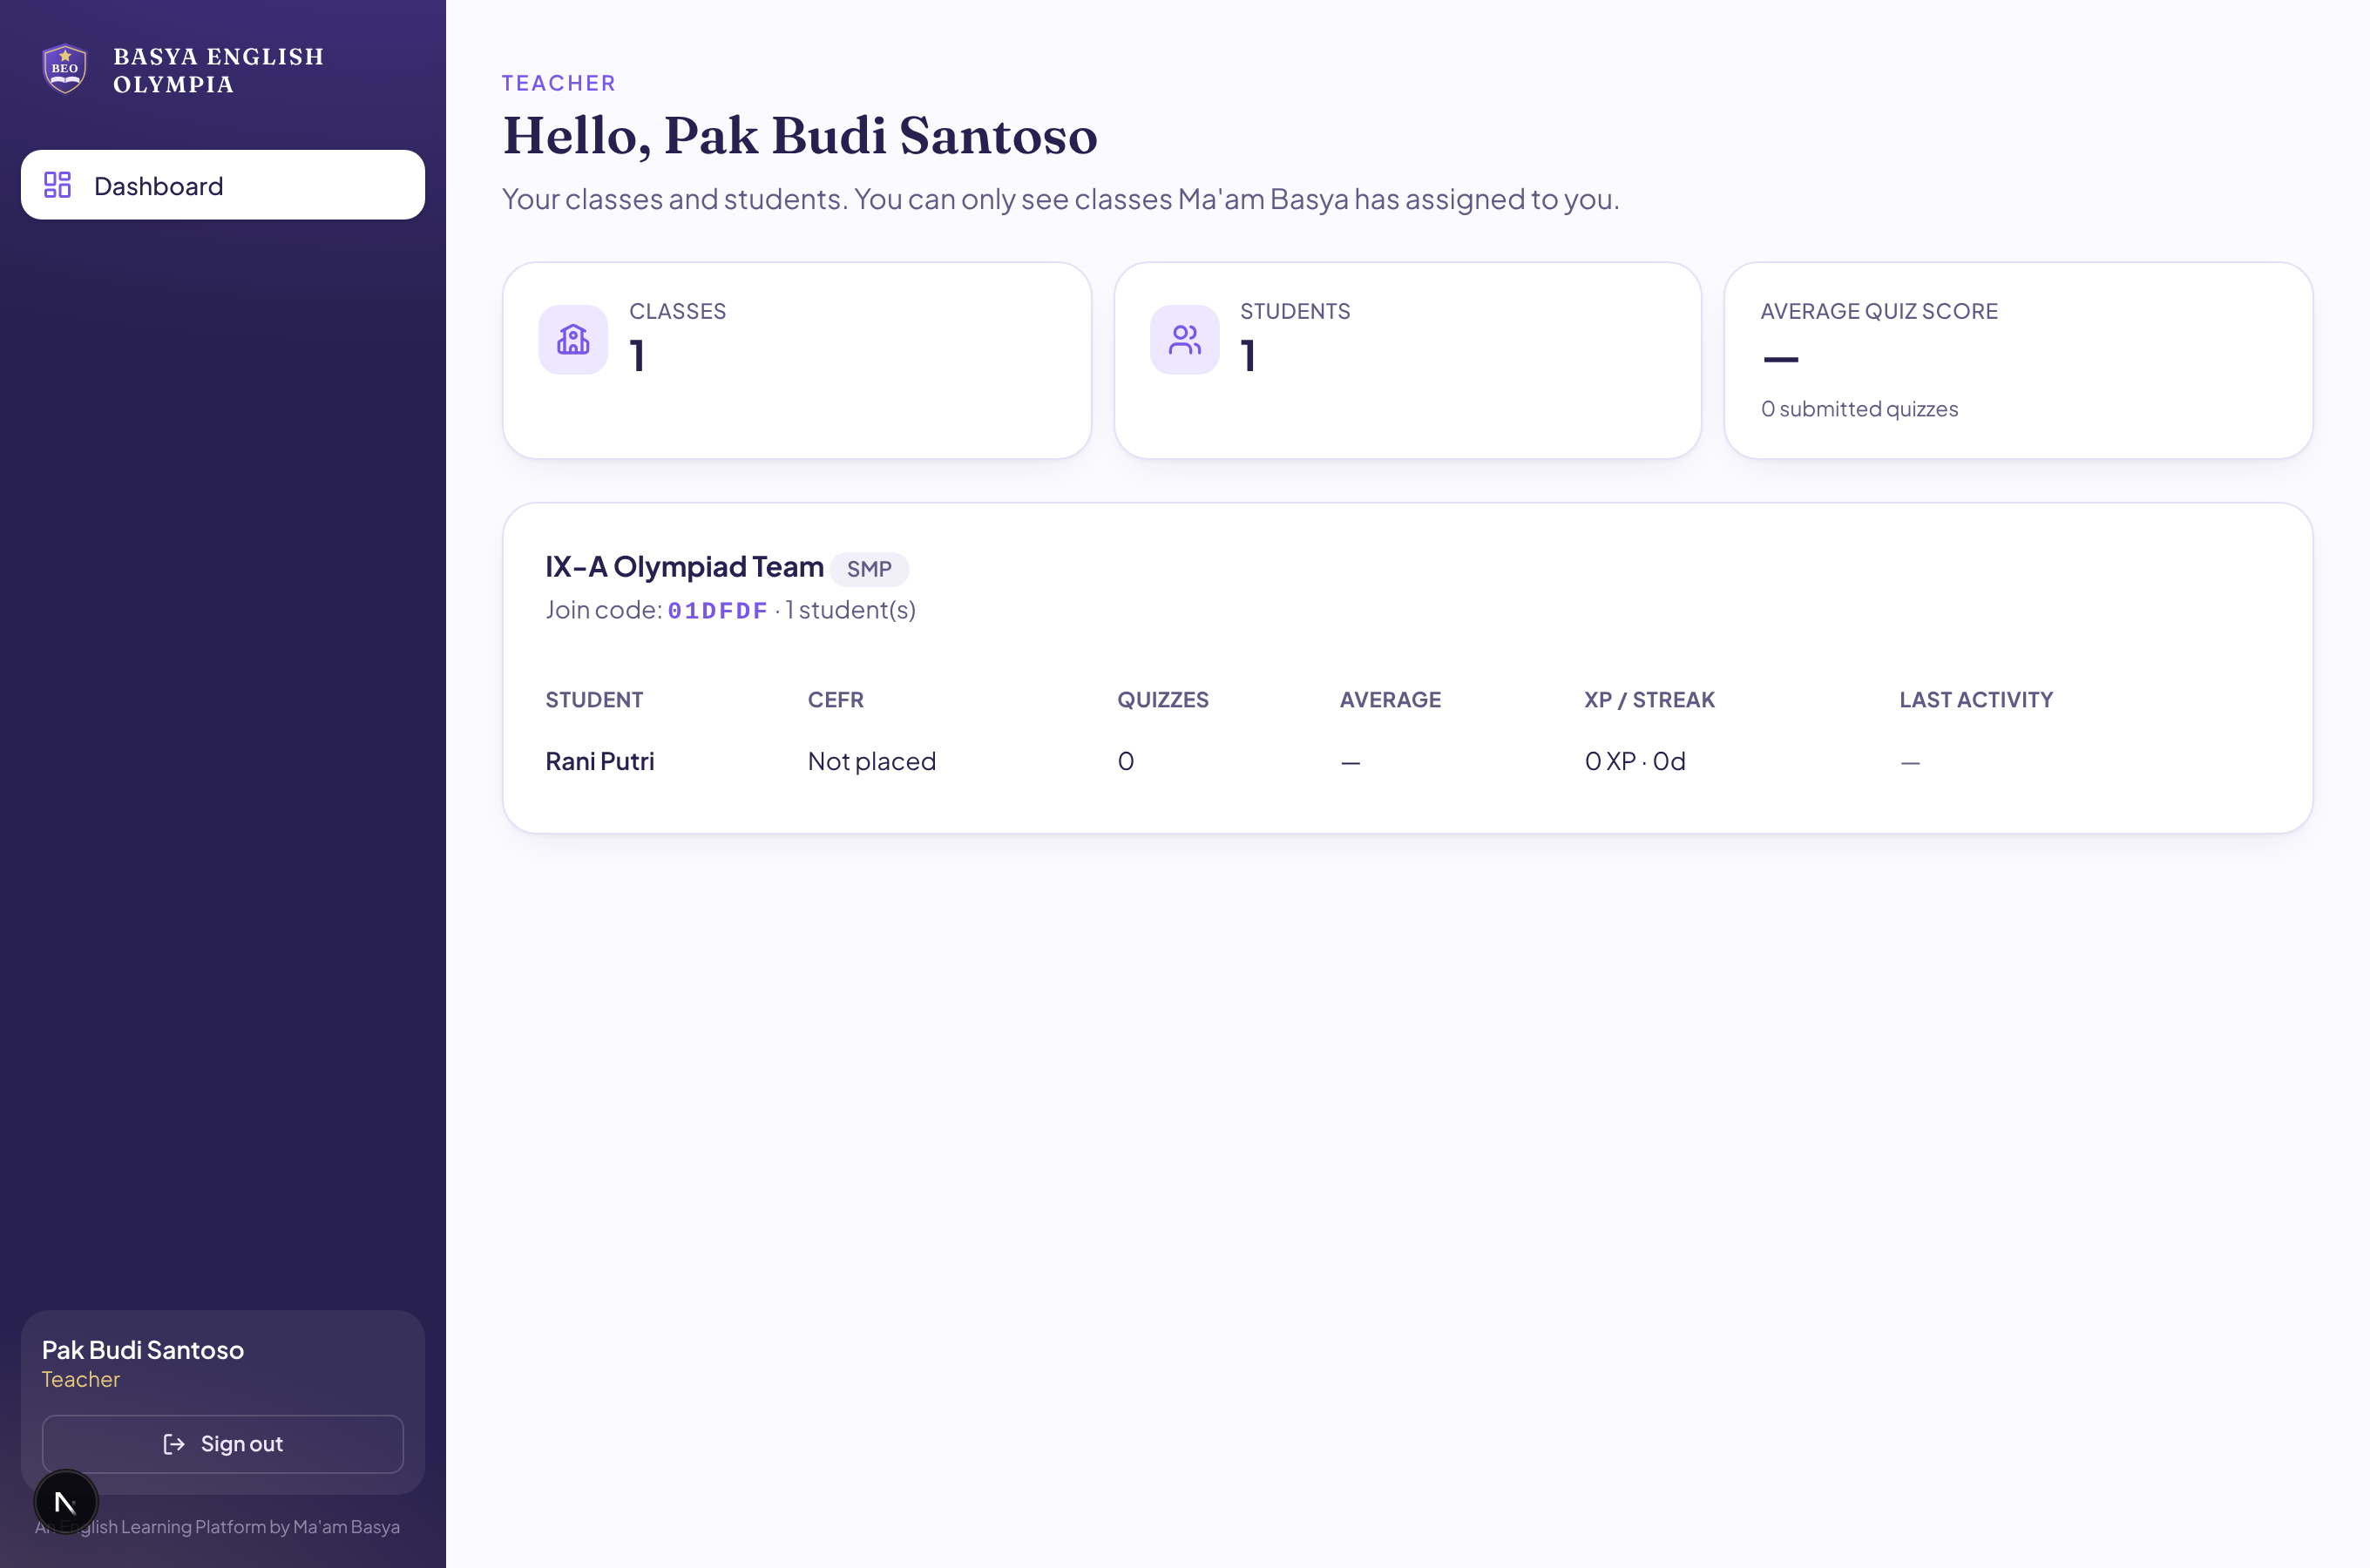 BEO
BASYA ENGLISH
OLYMPIA
Dashboard
TEACHER
Hello, Pak Budi Santoso
Your classes and students. You can only see classes Ma'am Basya has assigned to you.
CLASSES
1
STUDENTS
1
AVERAGE QUIZ SCORE
—
0 submitted quizzes
IX-A Olympiad Team SMP
Join code: 01DFDF · 1 student(s)
STUDENT CEFR QUIZZES AVERAGE XP / STREAK LAST ACTIVITY
Rani Putri Not placed 0 — 0 XP · 0d —
Pak Budi Santoso
Teacher
Sign out
N
An English Learning Platform by Ma'am Basya